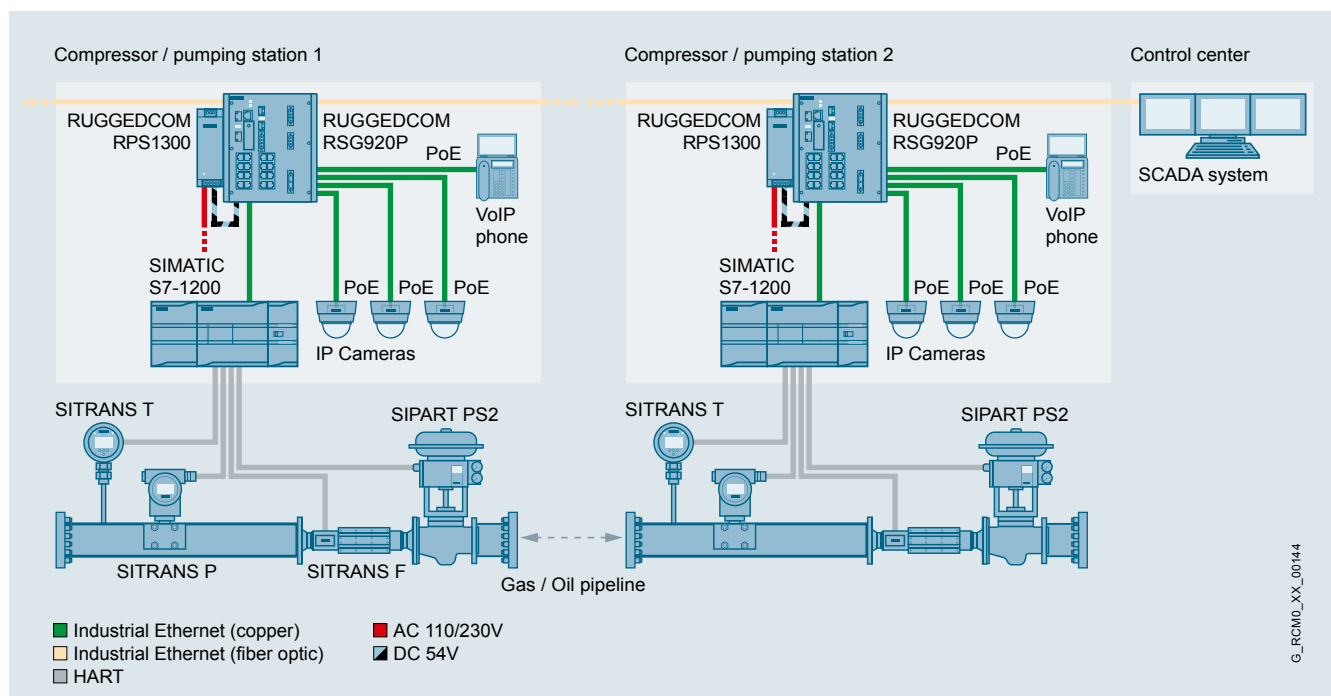 Compressor / pumping station 1
Compressor / pumping station 2
Control center
RUGGEDCOM
RPS1300
RUGGEDCOM
RSG920P
PoE
VoIP
phone
SIMATIC
S7-1200
PoE
PoE
PoE
IP Cameras
RUGGEDCOM
RPS1300
RUGGEDCOM
RSG920P
PoE
VoIP
phone
SIMATIC
S7-1200
PoE
PoE
PoE
IP Cameras
SCADA system
SITRANS T
SIPART PS2
SITRANS P
SITRANS F
SITRANS T
SIPART PS2
Gas / Oil pipeline
Industrial Ethernet (copper)
Industrial Ethernet (fiber optic)
HART
AC 110/230V
DC 54V
G_RCM0_XX_00144